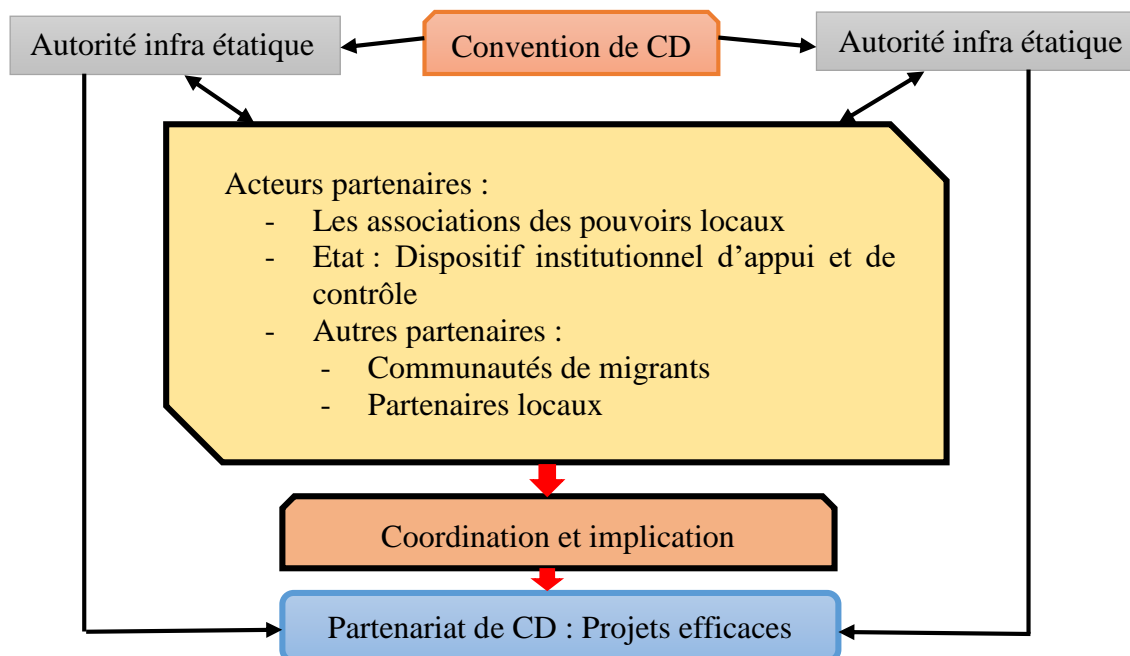 Autorité infra étatique
Convention de CD
Autorité infra étatique
Acteurs partenaires :
- Les associations des pouvoirs locaux
- Etat : Dispositif institutionnel d’appui et de
contrôle
- Autres partenaires :
- Communautés de migrants
- Partenaires locaux
Coordination et implication
Partenariat de CD : Projets efficaces